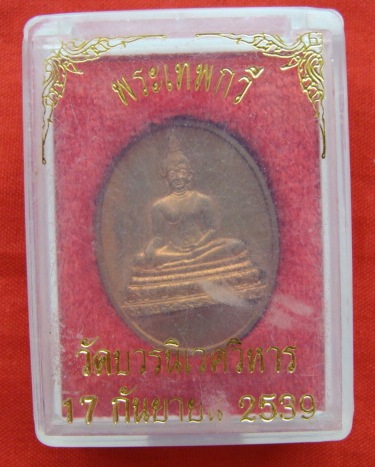 พระเทพกวี
วัดบวรนิเวศวิหาร
17 กันยายน 2539